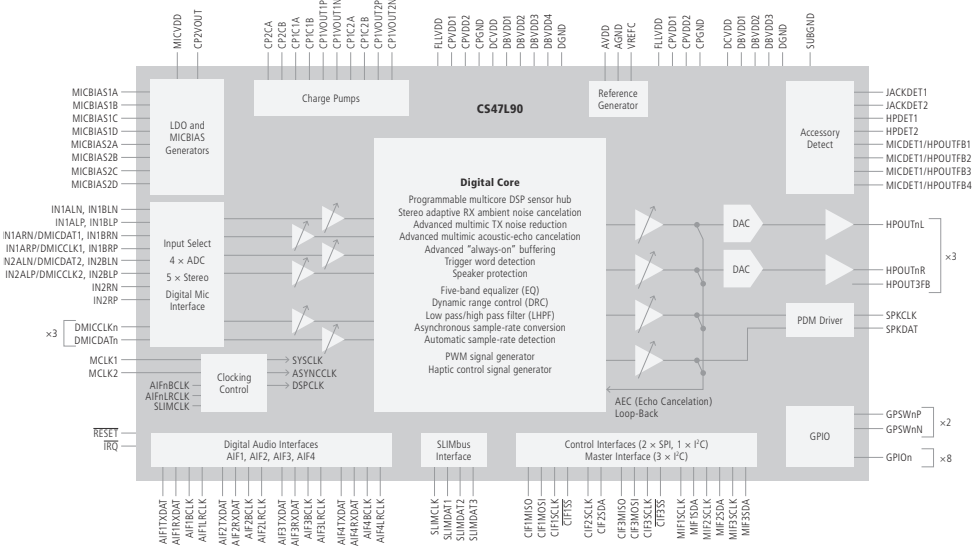 MICVDD
CP2VOUT
CP2CA
CP2CB
CP1C1A
CP1C1B
CP1VOUT1P
CP1VOUT1N
CP1C2A
CP1C2B
CP1VOUT2P
CP1VOUT2N
FLLVDD
CPVDD1
CPVDD2
CPGND
DCVDD
DBVDD1
DBVDD2
DBVDD3
DBVDD4
DGND
AVDD
AGND
VREFC
FLLVDD
CPVDD1
CPVDD2
CPGND
DCVDD
DBVDD1
DBVDD2
DBVDD3
DGND
SUBGND
MICBIAS1A
MICBIAS1B
MICBIAS1C
MICBIAS1D
MICBIAS2A
MICBIAS2B
MICBIAS2C
MICBIAS2D
LDO and
MICBIAS
Generators
Charge Pumps
CS47L90
Reference
Generator
Accessory
Detect
JACKDET1
JACKDET2
HPDET1
HPDET2
MICDET1/HPOUTFB1
MICDET1/HPOUTFB2
MICDET1/HPOUTFB3
MICDET1/HPOUTFB4
IN1ALN, IN1BLN
IN1ALP, IN1BLP
IN1ARN/DMICDAT1, IN1BRN
IN1ARP/DMICCLK1, IN1BRP
IN2ALN/DMICDAT2, IN2BLN
IN2ALP/DMICCLK2, IN2BLP
IN2RN
IN2RP
×3
DMICCLKn
DMICDATn
Input Select
4 × ADC
5 × Stereo
Digital Mic
Interface
Digital Core
Programmable multicore DSP sensor hub
Stereo adaptive RX ambient noise cancelation
Advanced multimic TX noise reduction
Advanced multimic acoustic-echo cancelation
Advanced “always-on” buffering
Trigger word detection
Speaker protection
Five-band equalizer (EQ)
Dynamic range control (DRC)
Low pass/high pass filter (LHPF)
Asynchronous sample-rate conversion
Automatic sample-rate detection
PWM signal generator
Haptic control signal generator
DAC
DAC
HPOUTnL
HPOUTnR
HPOUT3FB
×3
PDM Driver
SPKCLK
SPKDAT
MCLK1
MCLK2
AIFnBCLK
AIFnLRCLK
SLIMCLK
Clocking
Control
SYSCLK
ASYNCCLK
DSPCLK
AEC (Echo Cancelation)
Loop-Back
GPIO
GPSWnP
GPSWnN
×2
GPIOn
×8
RESET
IRQ
Digital Audio Interfaces
AIF1, AIF2, AIF3, AIF4
SLIMbus
Interface
Control Interfaces (2 × SPI, 1 × I²C)
Master Interface (3 × I²C)
AIF1TXDAT
AIF1RXDAT
AIF1BCLK
AIF1LRCLK
AIF2TXDAT
AIF2RXDAT
AIF2BCLK
AIF2LRCLK
AIF3TXDAT
AIF3RXDAT
AIF3BCLK
AIF3LRCLK
AIF4TXDAT
AIF4RXDAT
AIF4BCLK
AIF4LRCLK
SLIMCLK
SLIMDAT1
SLIMDAT2
SLIMDAT3
CIF1MISO
CIF1MOSI
CIF1SCLK
CIF1SS
CIF2SCLK
CIF2SDA
CIF3MISO
CIF3MOSI
CIF3SCLK
CIF3SS
MIF1SCLK
MIF1SDA
MIF2SCLK
MIF2SDA
MIF3SCLK
MIF3SDA